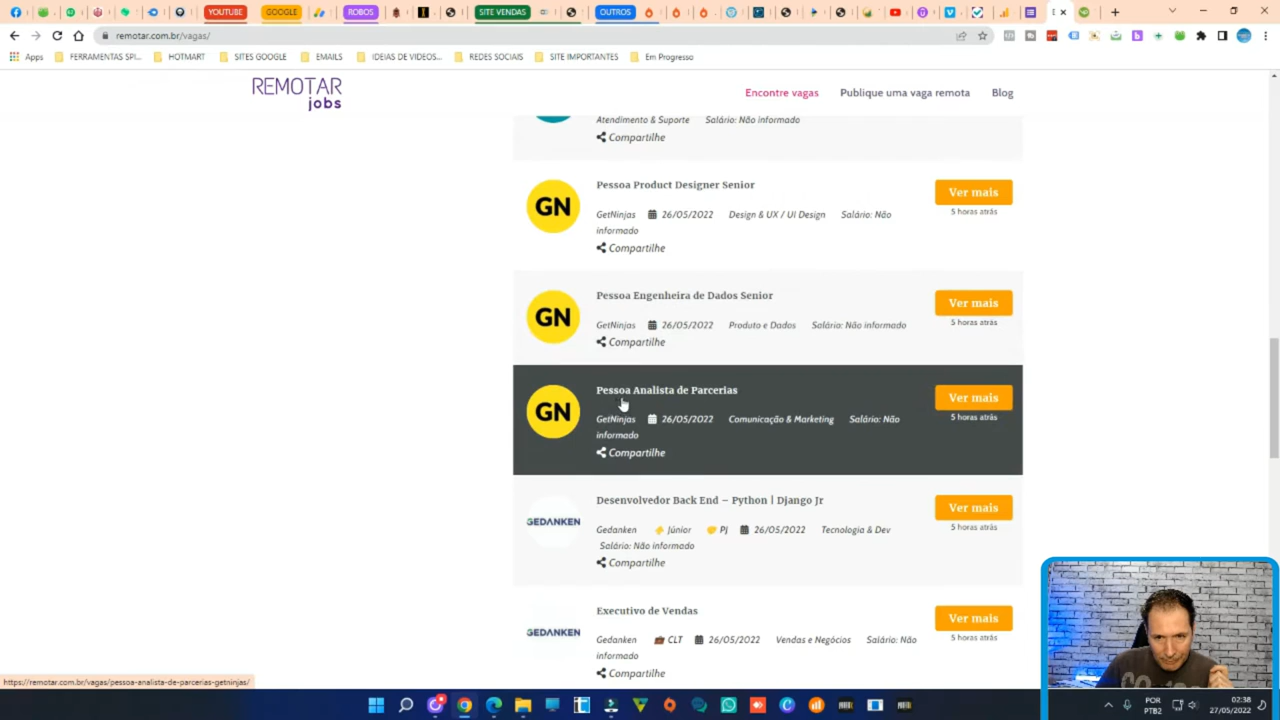 YOUTUBE GOOGLE ROBOS SITE VENDAS OUTROS
remotar.com.br/vagas/
Apps FERRAMENTAS SPI... HOTMART SITES GOOGLE EMAILS IDEIAS DE VIDEOS... REDES SOCIAIS SITE IMPORTANTES Em Progresso
REMOTAR
jobs
Encontre vagas Publique uma vaga remota Blog
Atendimento & Suporte Salário: Não informado
Compartilhe
Pessoa Product Designer Senior
GN
Ver mais
5 horas atrás
GetNinjas 26/05/2022 Design & UX / UI Design Salário: Não
informado
Compartilhe
Pessoa Engenheira de Dados Senior
GN
Ver mais
5 horas atrás
GetNinjas 26/05/2022 Produto e Dados Salário: Não informado
Compartilhe
Pessoa Analista de Parcerias
GN
Ver mais
5 horas atrás
GetNinjas 26/05/2022 Comunicação & Marketing Salário: Não
informado
Compartilhe
Desenvolvedor Back End – Python | Django Jr
GEDANKEN
Ver mais
5 horas atrás
Gedanken Júnior PJ 26/05/2022 Tecnologia & Dev
Salário: Não informado
Compartilhe
Executivo de Vendas
GEDANKEN
Ver mais
5 horas atrás
Gedanken CLT 26/05/2022 Vendas e Negócios Salário: Não
informado
Compartilhe
https://remotar.com.br/vagas/pessoa-analista-de-parcerias-getninjas/
POR
PTB2
02:38
27/05/2022